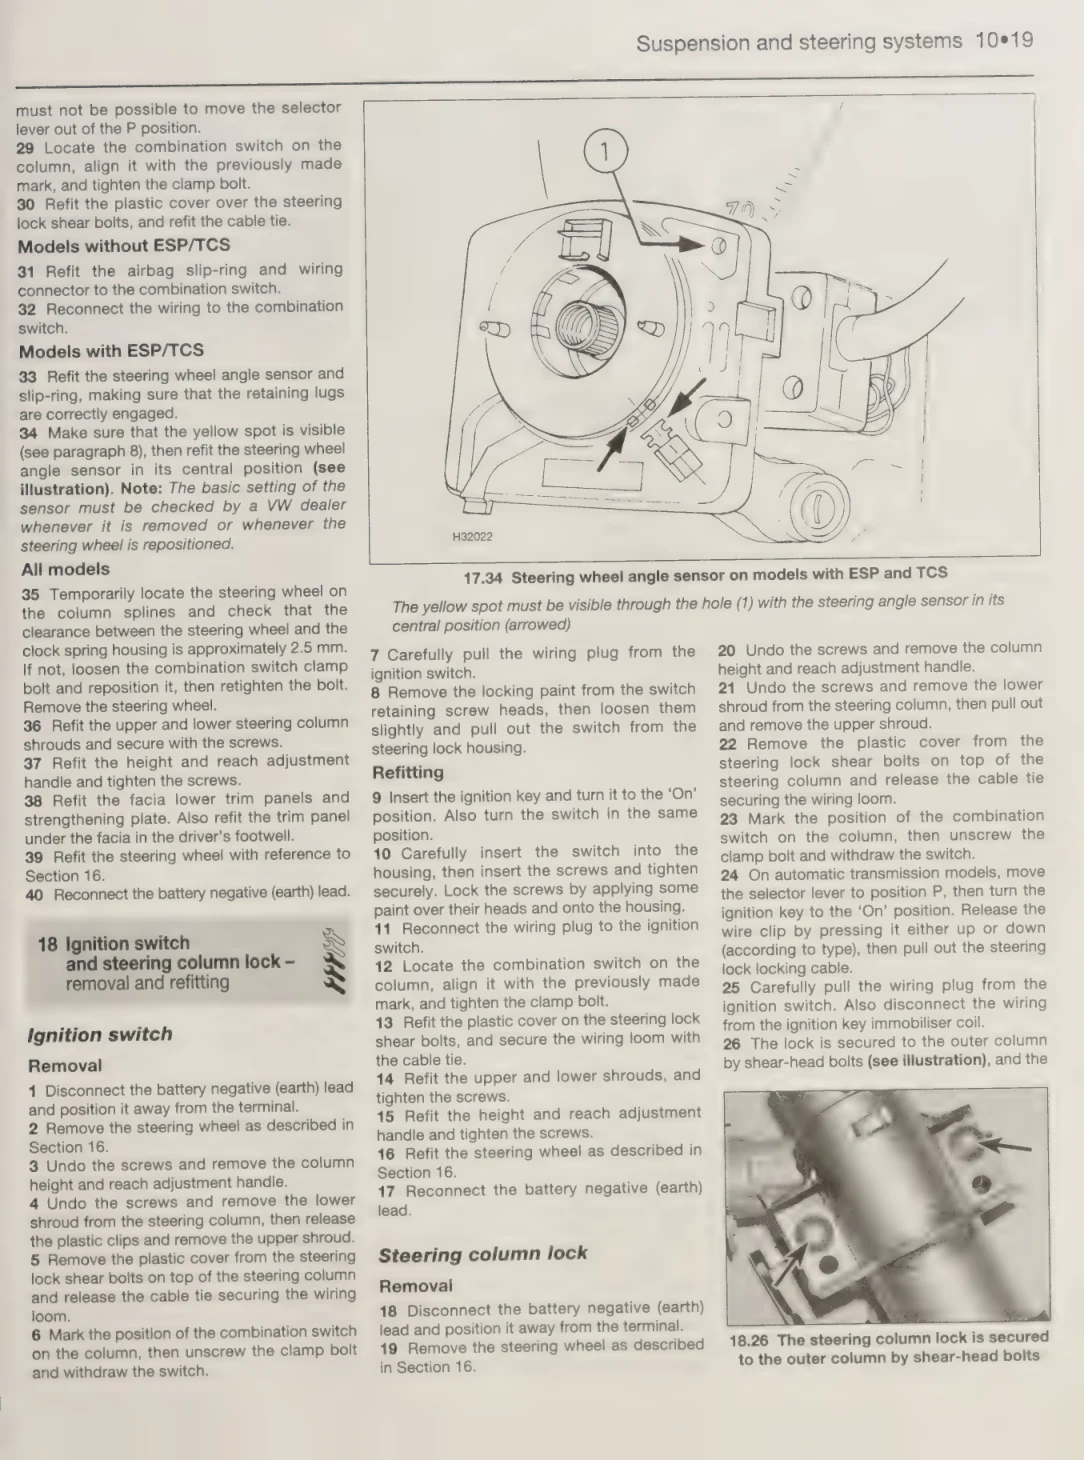 Suspension and steering systems 10•19
must not be possible to move the selector
lever out of the P position.
29 Locate the combination switch on the
column, align it with the previously made
mark, and tighten the clamp bolt.
30 Refit the plastic cover over the steering
lock shear bolts, and refit the cable tie.
Models without ESP/TCS
31 Refit the airbag slip-ring and wiring
connector to the combination switch.
32 Reconnect the wiring to the combination
switch.
Models with ESP/TCS
33 Refit the steering wheel angle sensor and
slip-ring, making sure that the retaining lugs
are correctly engaged.
34 Make sure that the yellow spot is visible
(see paragraph 8), then refit the steering wheel
angle sensor in its central position (see
illustration). Note: The basic setting of the
sensor must be checked by a VW dealer
whenever it is removed or whenever the
steering wheel is repositioned.
All models
35 Temporarily locate the steering wheel on
the column splines and check that the
clearance between the steering wheel and the
clock spring housing is approximately 2.5 mm.
If not, loosen the combination switch clamp
bolt and reposition it, then retighten the bolt.
Remove the steering wheel.
36 Refit the upper and lower steering column
shrouds and secure with the screws.
37 Refit the height and reach adjustment
handle and tighten the screws.
38 Refit the facia lower trim panels and
strengthening plate. Also refit the trim panel
under the facia in the driver's footwell.
39 Refit the steering wheel with reference to
Section 16.
40 Reconnect the battery negative (earth) lead.
18 Ignition switch
and steering column lock –
removal and refitting
Ignition switch
Removal
1 Disconnect the battery negative (earth) lead
and position it away from the terminal.
2 Remove the steering wheel as described in
Section 16.
3 Undo the screws and remove the column
height and reach adjustment handle.
4 Undo the screws and remove the lower
shroud from the steering column, then release
the plastic clips and remove the upper shroud.
5 Remove the plastic cover from the steering
lock shear bolts on top of the steering column
and release the cable tie securing the wiring
loom.
6 Mark the position of the combination switch
on the column, then unscrew the clamp bolt
and withdraw the switch.
1
H32022
17.34 Steering wheel angle sensor on models with ESP and TCS
The yellow spot must be visible through the hole (1) with the steering angle sensor in its
central position (arrowed)
7 Carefully pull the wiring plug from the
ignition switch.
8 Remove the locking paint from the switch
retaining screw heads, then loosen them
slightly and pull out the switch from the
steering lock housing.
Refitting
9 Insert the ignition key and turn it to the 'On'
position. Also turn the switch in the same
position.
10 Carefully insert the switch into the
housing, then insert the screws and tighten
securely. Lock the screws by applying some
paint over their heads and onto the housing.
11 Reconnect the wiring plug to the ignition
switch.
12 Locate the combination switch on the
column, align it with the previously made
mark, and tighten the clamp bolt.
13 Refit the plastic cover on the steering lock
shear bolts, and secure the wiring loom with
the cable tie.
14 Refit the upper and lower shrouds, and
tighten the screws.
15 Refit the height and reach adjustment
handle and tighten the screws.
16 Refit the steering wheel as described in
Section 16.
17 Reconnect the battery negative (earth)
lead.
Steering column lock
Removal
18 Disconnect the battery negative (earth)
lead and position it away from the terminal.
19 Remove the steering wheel as described
in Section 16.
20 Undo the screws and remove the column
height and reach adjustment handle.
21 Undo the screws and remove the lower
shroud from the steering column, then pull out
and remove the upper shroud.
22 Remove the plastic cover from the
steering lock shear bolts on top of the
steering column and release the cable tie
securing the wiring loom.
23 Mark the position of the combination
switch on the column, then unscrew the
clamp bolt and withdraw the switch.
24 On automatic transmission models, move
the selector lever to position P, then turn the
ignition key to the 'On' position. Release the
wire clip by pressing it either up or down
(according to type), then pull out the steering
lock locking cable.
25 Carefully pull the wiring plug from the
ignition switch. Also disconnect the wiring
from the ignition key immobiliser coil.
26 The lock is secured to the outer column
by shear-head bolts (see illustration), and the
18.26 The steering column lock is secured
to the outer column by shear-head bolts